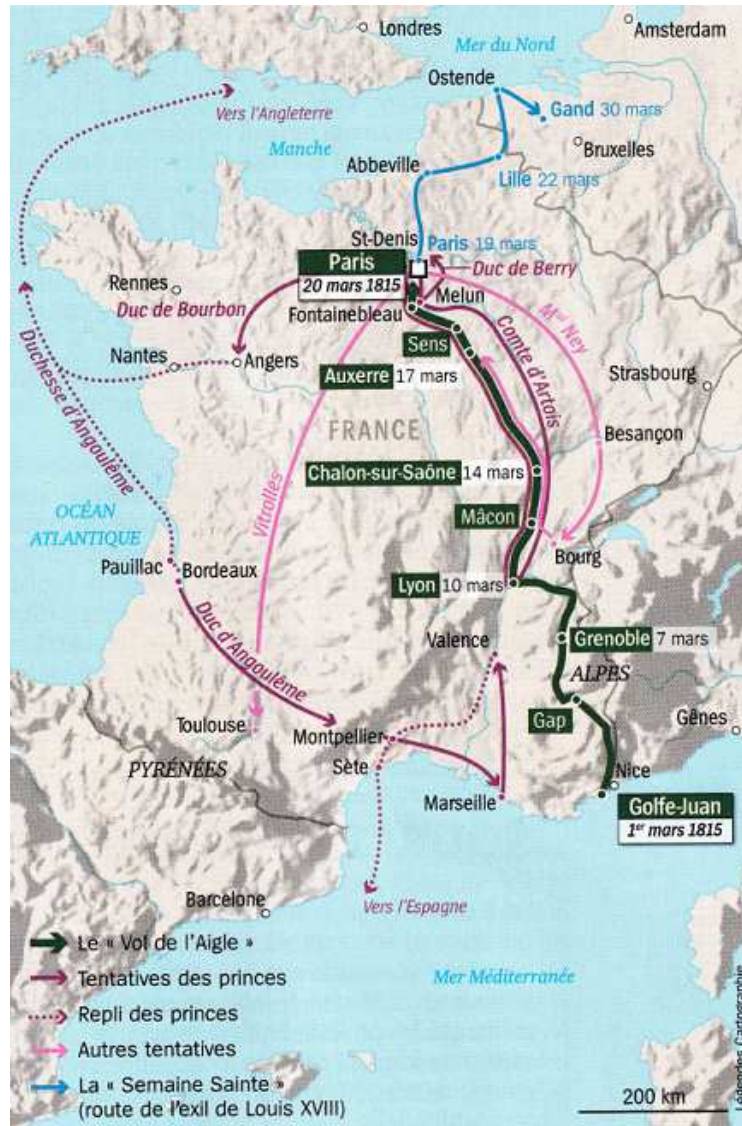 Londres
Amsterdam
Mer du Nord
Ostende
Vers l'Angleterre
Gand 30 mars
Manche
Bruxelles
Abbeville
Lille 22 mars
St-Denis
Paris 19 mars
Paris
20 mars 1815
Duc de Berry
Rennes
Melun
Duc de Bourbon
Fontainebleau
Mal Ney
Nantes
Angers
Sens
Comte d'Artois
Strasbourg
Auxerre 17 mars
Duchesse d'Angoulême
FRANCE
Besançon
Vitrolles
Chalon-sur-Saône 14 mars
OCÉAN
ATLANTIQUE
Mâcon
Pauillac
Bordeaux
Bourg
Lyon 10 mars
Duc d'Angoulême
Valence
Grenoble 7 mars
ALPES
Toulouse
Montpellier
Gap
Gênes
PYRÉNÉES
Sète
Nice
Marseille
Golfe-Juan
1er mars 1815
Barcelone
Vers l'Espagne
Le « Vol de l'Aigle »
Tentatives des princes
Mer Méditerranée
Repli des princes
Autres tentatives
La « Semaine Sainte »
(route de l'exil de Louis XVIII)
200 km
Légendes Cartographie